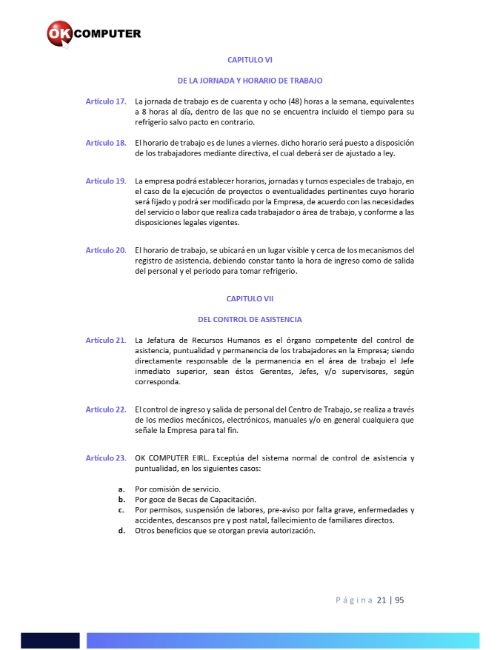 OK COMPUTER
CAPITULO VI
DE LA JORNADA Y HORARIO DE TRABAJO
Artículo 17. La jornada de trabajo es de cuarenta y ocho (48) horas a la semana, equivalentes
a 8 horas al día, dentro de las que no se encuentra incluido el tiempo para su
refrigerio salvo pacto en contrario.
Artículo 18. El horario de trabajo es de lunes a viernes. dicho horario será puesto a disposición
de los trabajadores mediante directiva, el cual deberá ser de ajustado a ley.
Artículo 19. La empresa podrá establecer horarios, jornadas y turnos especiales de trabajo, en
el caso de la ejecución de proyectos o eventualidades pertinentes cuyo horario
será fijado y podrá ser modificado por la Empresa, de acuerdo con las necesidades
del servicio o labor que realiza cada trabajador o área de trabajo, y conforme a las
disposiciones legales vigentes.
Artículo 20. El horario de trabajo, se ubicará en un lugar visible y cerca de los mecanismos del
registro de asistencia, debiendo constar tanto la hora de ingreso como de salida
del personal y el periodo para tomar refrigerio.
CAPITULO VII
DEL CONTROL DE ASISTENCIA
Artículo 21. La Jefatura de Recursos Humanos es el órgano competente del control de
asistencia, puntualidad y permanencia de los trabajadores en la Empresa; siendo
directamente responsable de la permanencia en el área de trabajo el Jefe
inmediato superior, sean éstos Gerentes, Jefes, y/o supervisores, según
corresponda.
Artículo 22. El control de ingreso y salida de personal del Centro de Trabajo, se realiza a través
de los medios mecánicos, electrónicos, manuales y/o en general cualquiera que
señale la Empresa para tal fin.
Artículo 23. OK COMPUTER EIRL. Exceptúa del sistema normal de control de asistencia y
puntualidad, en los siguientes casos:
a. Por comisión de servicio.
b. Por goce de Becas de Capacitación.
c. Por permisos, suspensión de labores, pre-aviso por falta grave, enfermedades y
accidentes, descansos pre y post natal, fallecimiento de familiares directos.
d. Otros beneficios que se otorgan previa autorización.
Página 21 | 95